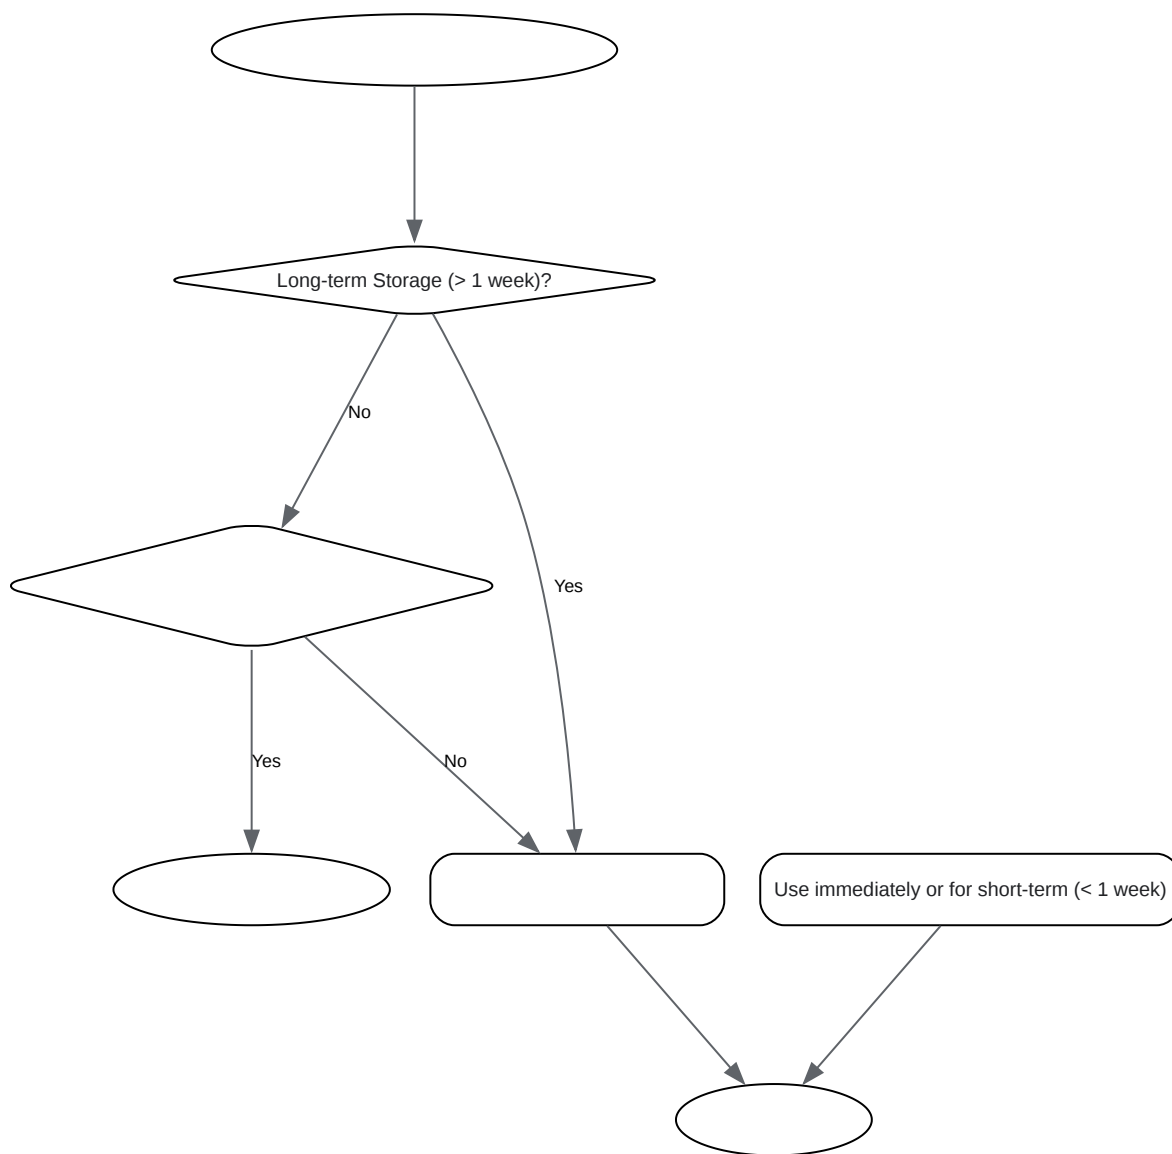 Long-term Storage (> 1 week)?
No
Yes
Yes
No
Use immediately or for short-term (< 1 week)